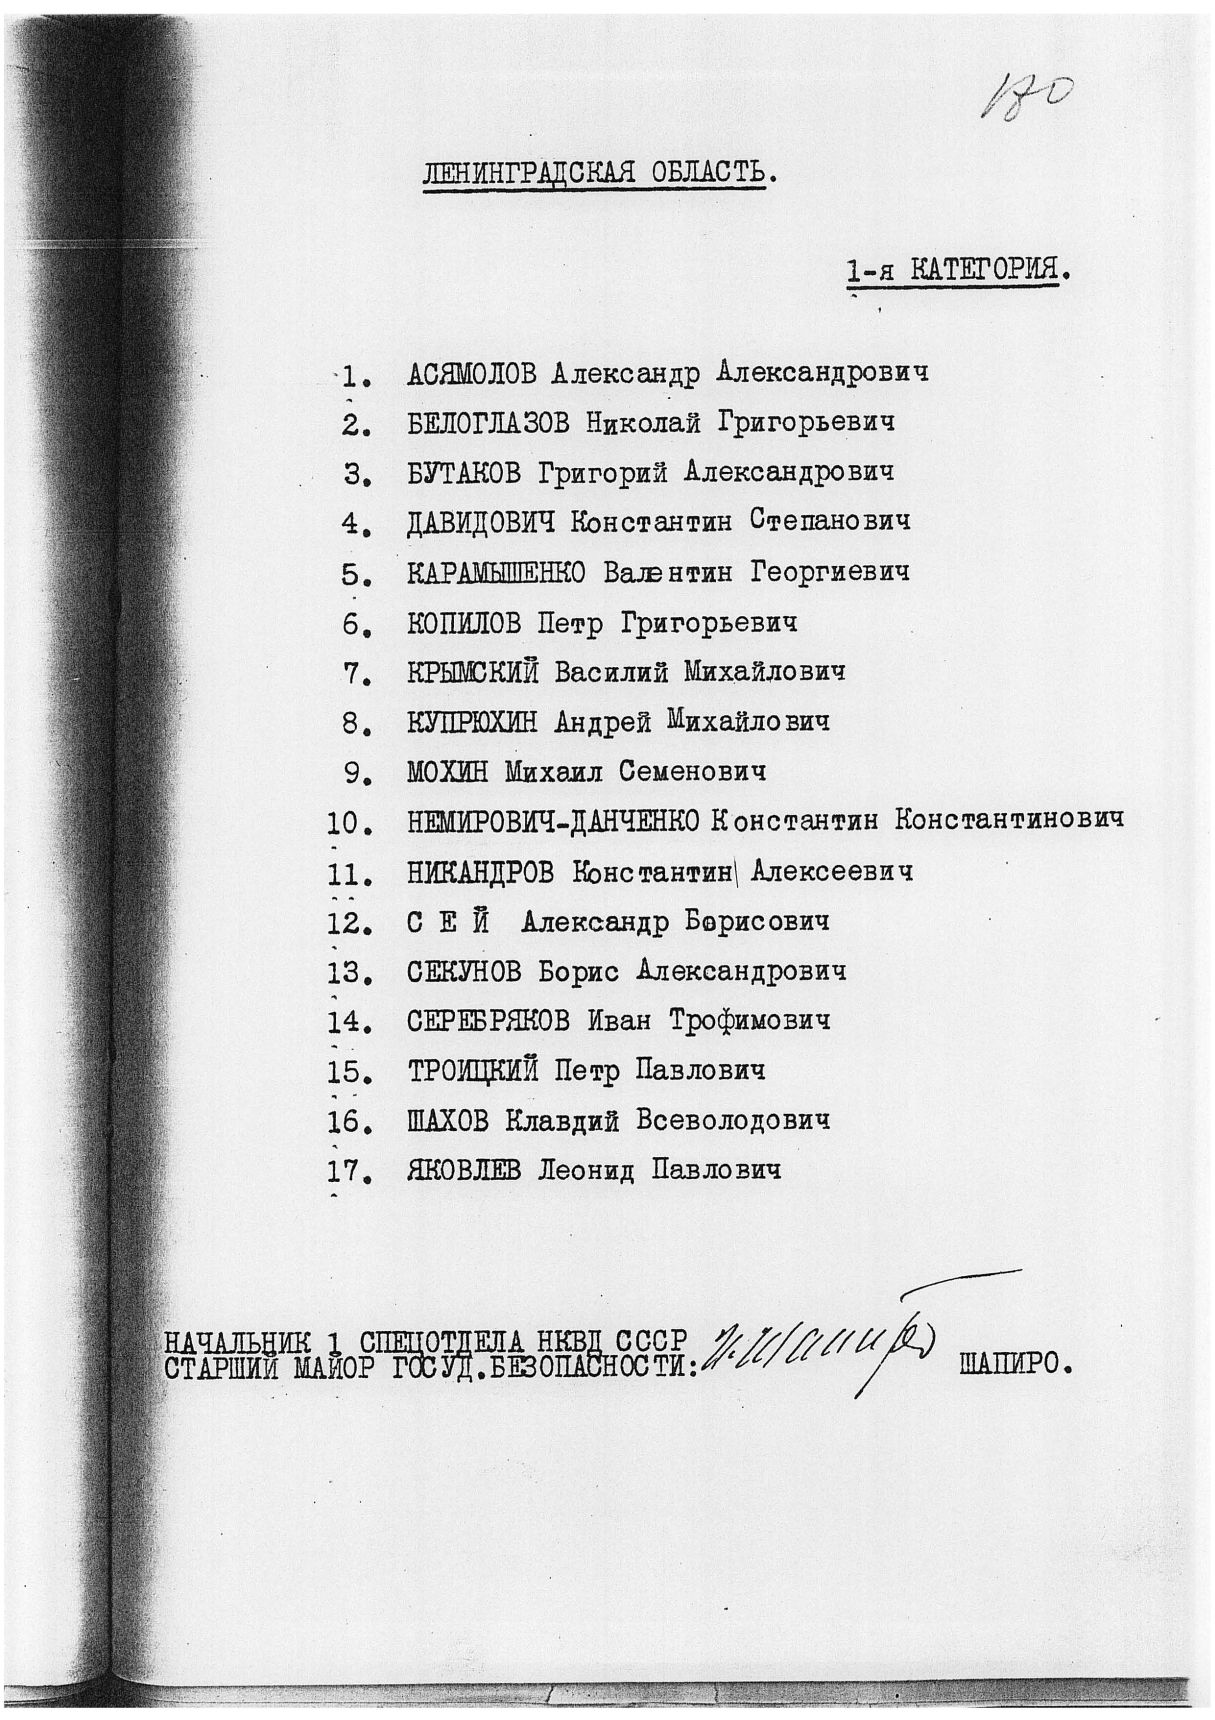 170
ЛЕНИНГРАДСКАЯ ОБЛАСТЬ.
1-я КАТЕГОРИЯ.
1. АСЯМОЛОВ Александр Александрович
2. БЕЛОГЛАЗОВ Николай Григорьевич
3. БУТАКОВ Григорий Александрович
4. ДАВИДОВИЧ Константин Степанович
5. КАРАМЫШЕНКО Валентин Георгиевич
6. КОПИЛОВ Петр Григорьевич
7. КРЫМСКИЙ Василий Михайлович
8. КУПРЮХИН Андрей Михайлович
9. МОХИН Михаил Семенович
10. НЕМИРОВИЧ-ДАНЧЕНКО Константин Константинович
11. НИКАНДРОВ Константин Алексеевич
12. С Е Й Александр Борисович
13. СЕКУНОВ Борис Александрович
14. СЕРЕБРЯКОВ Иван Трофимович
15. ТРОИЦКИЙ Петр Павлович
16. ШАХОВ Клавдий Всеволодович
17. ЯКОВЛЕВ Леонид Павлович
НАЧАЛЬНИК 1 СПЕЦОТДЕЛА НКВД СССР
СТАРШИЙ МАЙОР ГОСУД.БЕЗОПАСНОСТИ: И. Шапиро ШАПИРО.